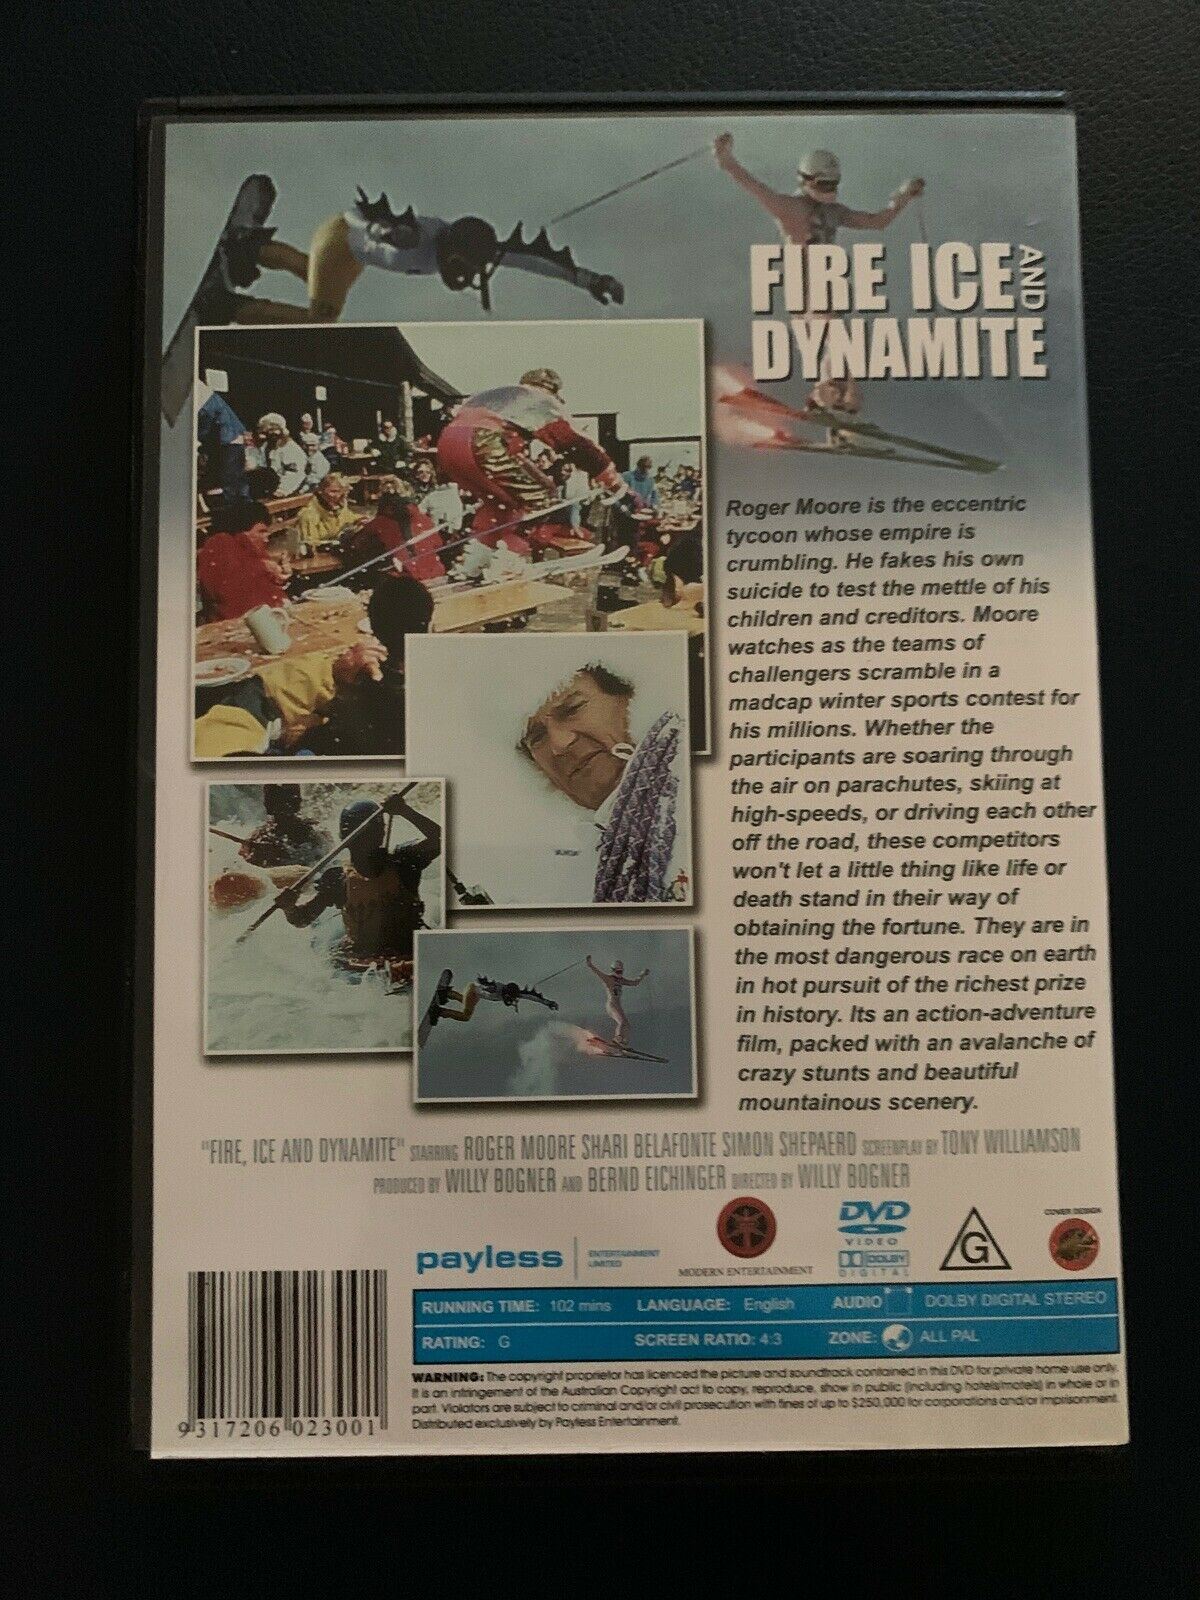 FIRE ICE AND
DYNAMITE
Roger Moore is the eccentric
tycoon whose empire is
crumbling. He fakes his own
suicide to test the mettle of his
children and creditors. Moore
watches as the teams of
challengers scramble in a
madcap winter sports contest for
his millions. Whether the
participants are soaring through
the air on parachutes, skiing at
high-speeds, or driving each other
off the road, these competitors
won't let a little thing like life or
death stand in their way of
obtaining the fortune. They are in
the most dangerous race on earth
in hot pursuit of the richest prize
in history. Its an action-adventure
film, packed with an avalanche of
crazy stunts and beautiful
mountainous scenery.
"FIRE, ICE AND DYNAMITE" STARRING ROGER MOORE SHARI BELAFONTE SIMON SHEPAERD SCREENPLAY BY TONY WILLIAMSON
PRODUCED BY WILLY BOGNER AND BERND EICHINGER DIRECTED BY WILLY BOGNER
payless ENTERTAINMENT
LIMITED
MODERN ENTERTAINMENT
DVD
VIDEO
DOLBY
DIGITAL
G
COVER DESIGN
RUNNING TIME: 102 mins LANGUAGE: English AUDIO DOLBY DIGITAL STEREO
RATING: G SCREEN RATIO: 4:3 ZONE: ALL PAL
WARNING: The copyright proprietor has licenced the picture and soundtrack contained in this DVD for private home use only.
It is an infringement of the Australian Copyright act to copy, reproduce, show in public (including hotels/motels) in whole or in
part. Violators are subject to criminal and/or civil prosecution with fines of up to $250,000 for corporations and/or imprisonment.
Distributed exclusively by Payless Entertainment.
9 317206 023001